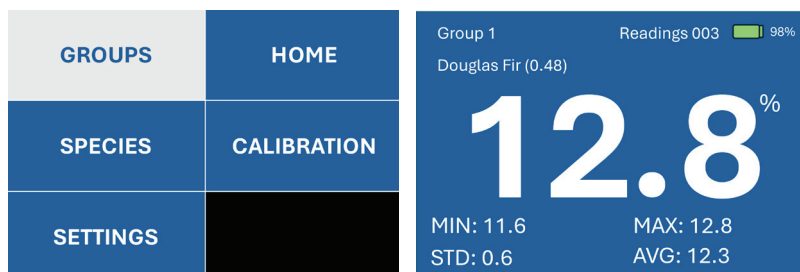 GROUPS HOME
SPECIES CALIBRATION
SETTINGS
Group 1 Readings 003 98%
Douglas Fir (0.48)
12.8%
MIN: 11.6 MAX: 12.8
STD: 0.6 AVG: 12.3